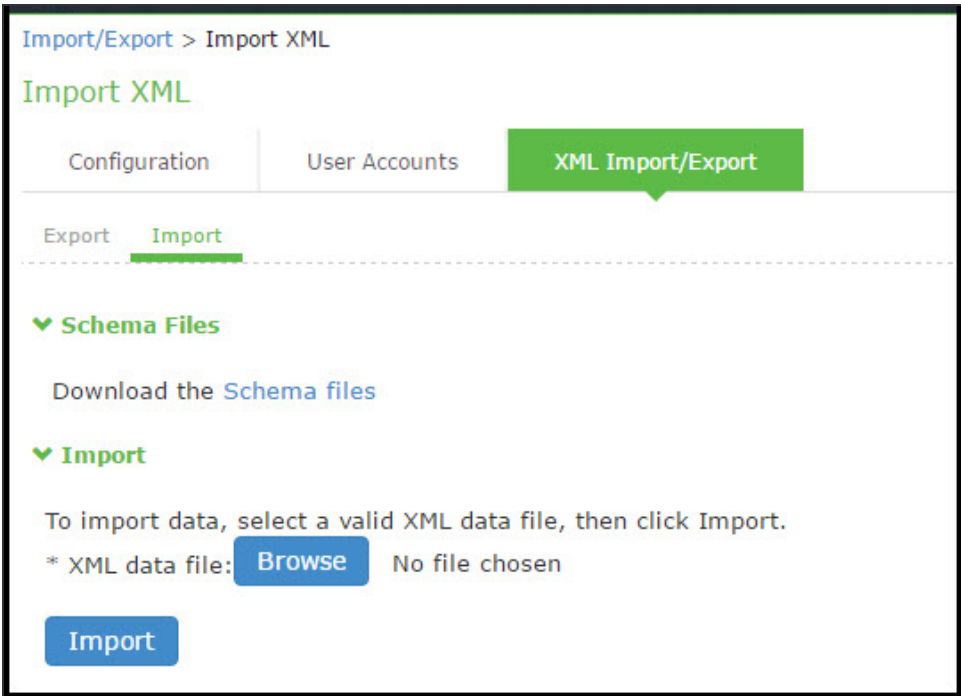 Import/Export > Import XML
Import XML
Configuration User Accounts XML Import/Export
Export Import
Schema Files
Download the Schema files
Import
To import data, select a valid XML data file, then click Import.
* XML data file: Browse No file chosen
Import